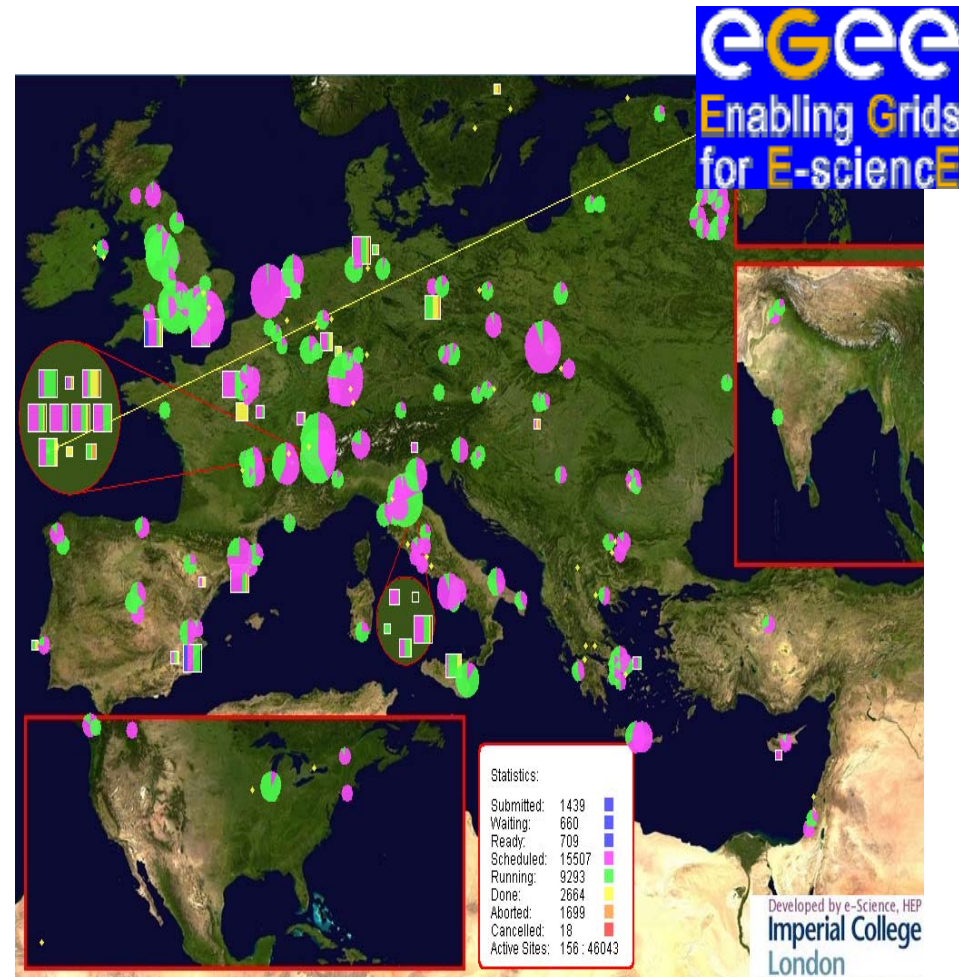 eGee
Enabling Grids
for E-sciencE
Statistics:
Submitted: 1439
Waiting: 660
Ready: 709
Scheduled: 15507
Running: 9293
Done: 2664
Aborted: 1699
Cancelled: 18
Active Sites: 156 : 46043
Developed by e-Science, HEP
Imperial College
London